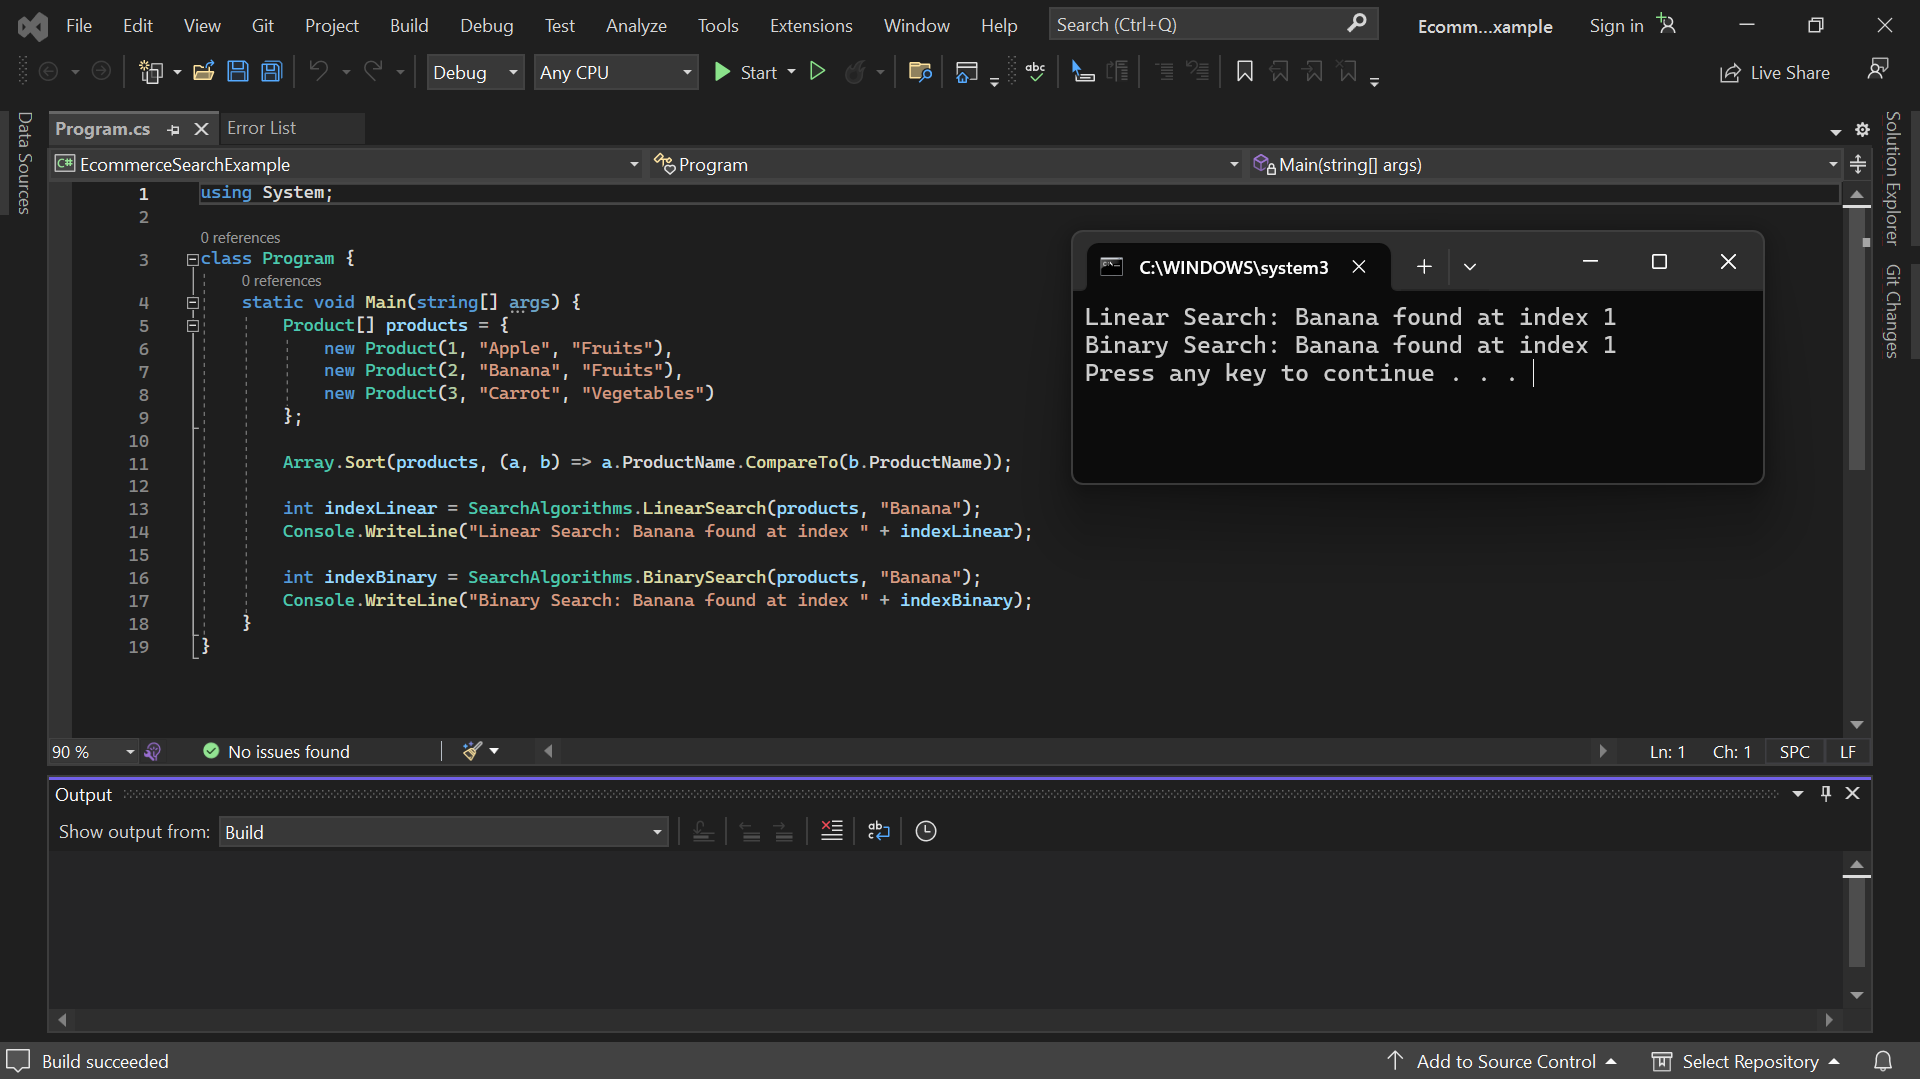 File Edit View Git Project Build Debug Test Analyze Tools Extensions Window Help Search (Ctrl+Q) Ecomm...xample Sign in
Debug Any CPU Start Live Share
Data Sources
Program.cs Error List
EcommerceSearchExample Program Main(string[] args)
1 using System;
2
0 references
3 class Program {
0 references
4 static void Main(string[] args) {
5 Product[] products = {
6 new Product(1, "Apple", "Fruits"),
7 new Product(2, "Banana", "Fruits"),
8 new Product(3, "Carrot", "Vegetables")
9 };
10
11 Array.Sort(products, (a, b) => a.ProductName.CompareTo(b.ProductName));
12
13 int indexLinear = SearchAlgorithms.LinearSearch(products, "Banana");
14 Console.WriteLine("Linear Search: Banana found at index " + indexLinear);
15
16 int indexBinary = SearchAlgorithms.BinarySearch(products, "Banana");
17 Console.WriteLine("Binary Search: Banana found at index " + indexBinary);
18 }
19 }
C:\WINDOWS\system3
Linear Search: Banana found at index 1
Binary Search: Banana found at index 1
Press any key to continue . . .
Solution Explorer
Git Changes
90 % No issues found Ln: 1 Ch: 1 SPC LF
Output
Show output from: Build
Build succeeded Add to Source Control Select Repository